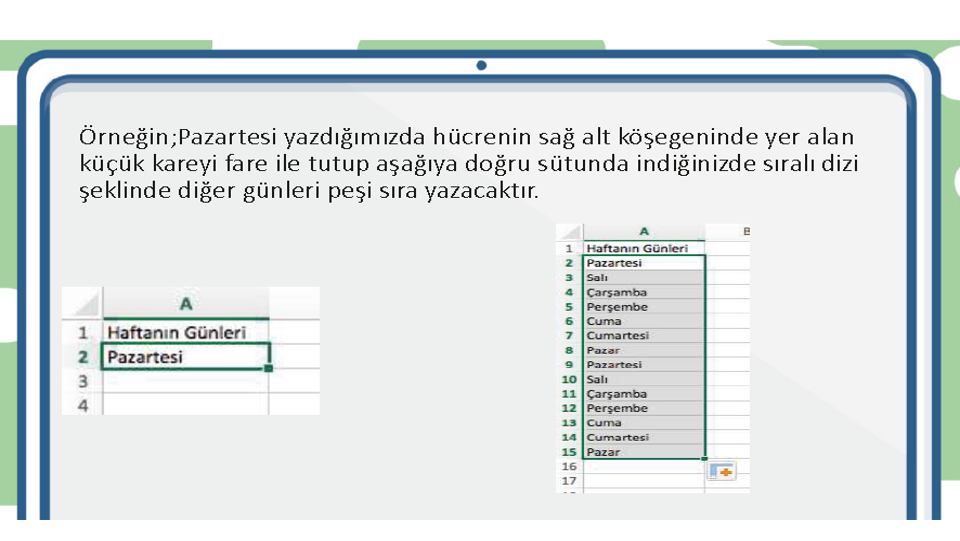 Örneğin;Pazartesi yazdığımızda hücrenin sağ alt köşegeninde yer alan
küçük kareyi fare ile tutup aşağıya doğru sütunda indiğinizde sıralı dizi
şeklinde diğer günleri peşi sıra yazacaktır.
A
1 Haftanın Günleri
2 Pazartesi
3
4
A B
1 Haftanın Günleri
2 Pazartesi
3 Salı
4 Çarşamba
5 Perşembe
6 Cuma
7 Cumartesi
8 Pazar
9 Pazartesi
10 Salı
11 Çarşamba
12 Perşembe
13 Cuma
14 Cumartesi
15 Pazar
16
17